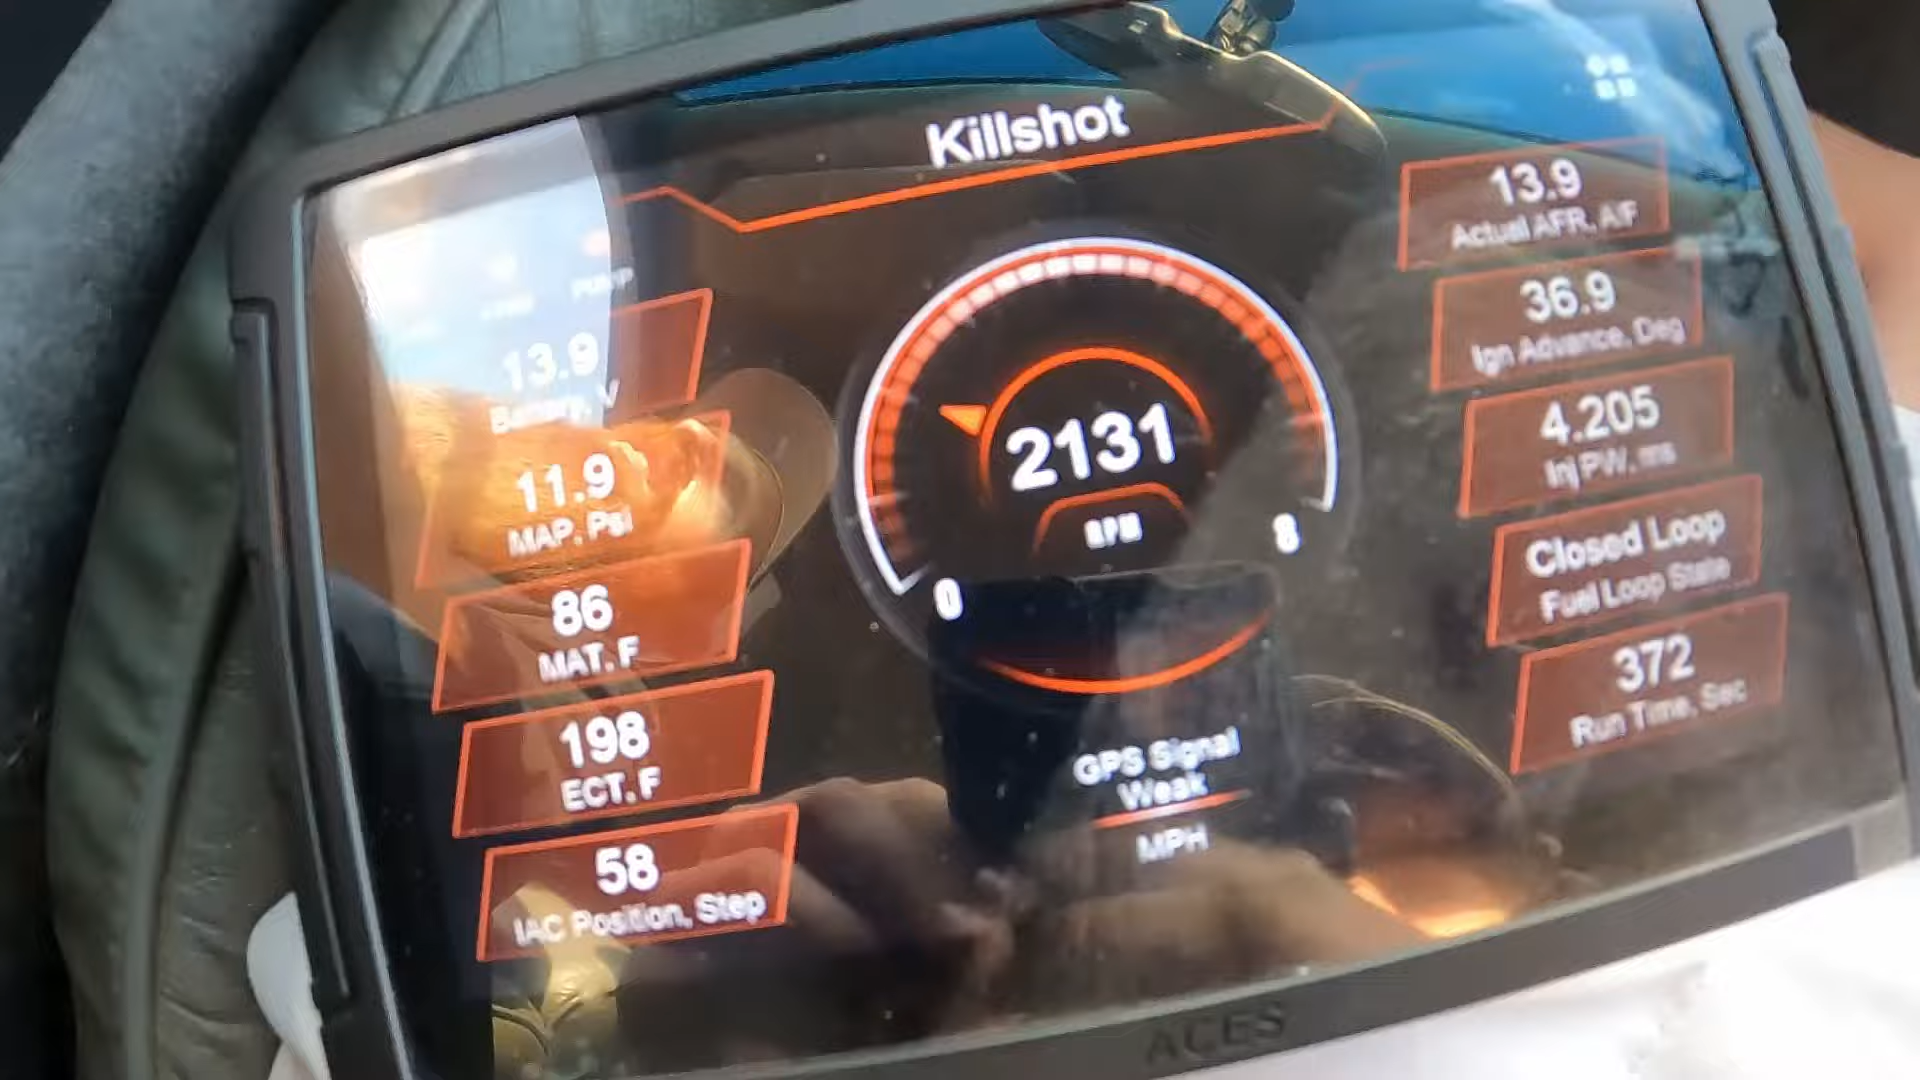 Killshot
PUMP
13.9
Battery, V
11.9
MAP, Psi
86
MAT, F
198
ECT, F
58
IAC Position, Step
2131
RPM
0
8
GPS Signal
Weak
MPH
13.9
Actual AFR, A/F
36.9
Ign Advance, Deg
4.205
Inj PW, ms
Closed Loop
Fuel Loop State
372
Run Time, Sec
ACES